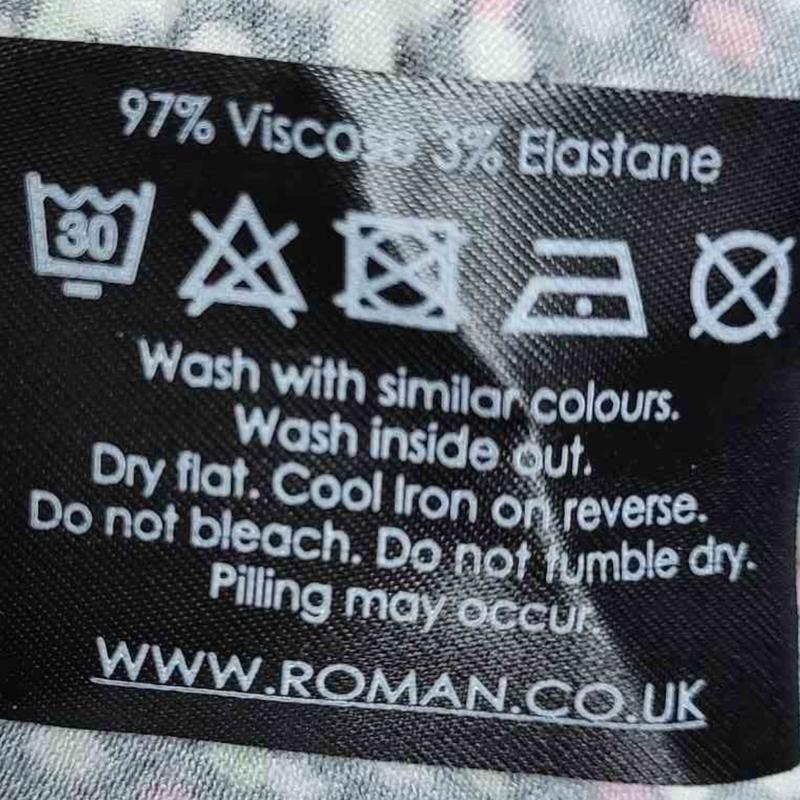 97% Viscose 3% Elastane
30
Wash with similar colours.
Wash inside out.
Dry flat. Cool Iron on reverse.
Do not bleach. Do not tumble dry.
Pilling may occur.
WWW.ROMAN.CO.UK